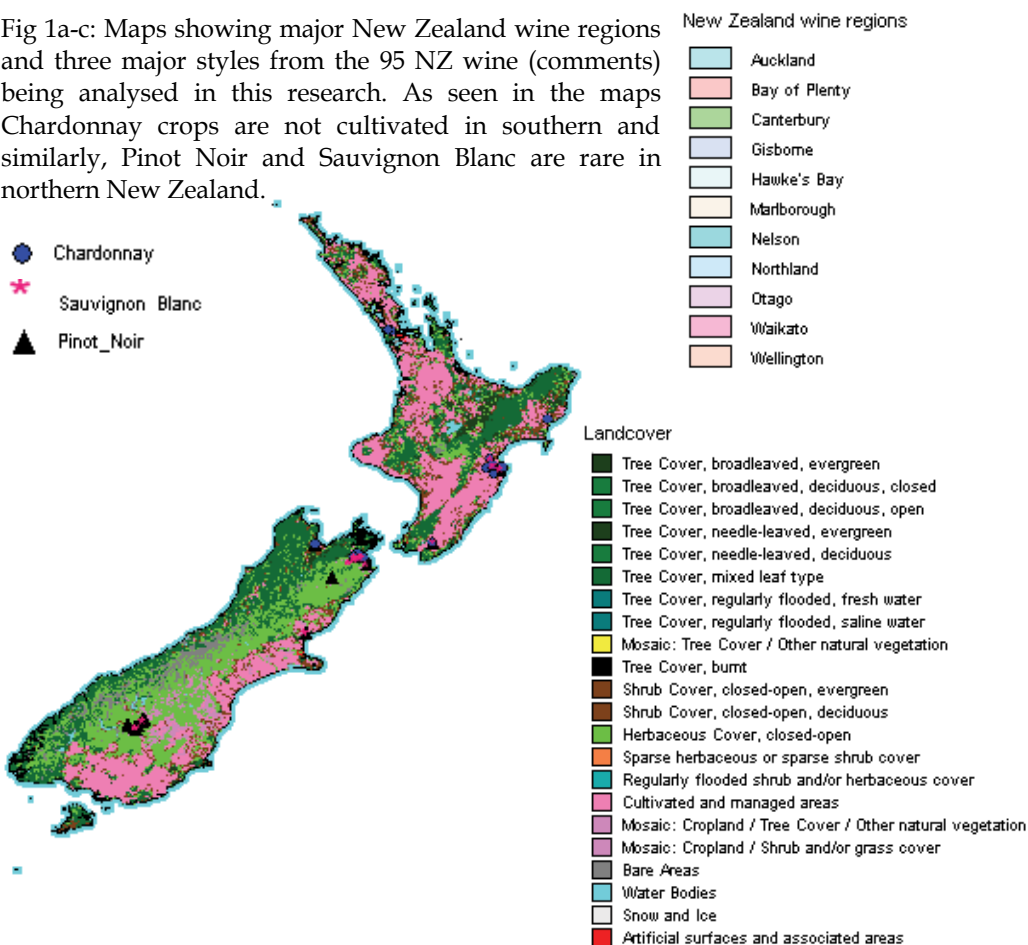 Fig 1a-c: Maps showing major New Zealand wine regions
and three major styles from the 95 NZ wine (comments)
being analysed in this research. As seen in the maps
Chardonnay crops are not cultivated in southern and
similarly, Pinot Noir and Sauvignon Blanc are rare in
northern New Zealand.
Chardonnay
Sauvignon Blanc
Pinot_Noir
New Zealand wine regions
Auckland
Bay of Plenty
Canterbury
Gisborne
Hawke's Bay
Marlborough
Nelson
Northland
Otago
Waikato
Wellington
Landcover
Tree Cover, broadleaved, evergreen
Tree Cover, broadleaved, deciduous, closed
Tree Cover, broadleaved, deciduous, open
Tree Cover, needle-leaved, evergreen
Tree Cover, needle-leaved, deciduous
Tree Cover, mixed leaf type
Tree Cover, regularly flooded, fresh water
Tree Cover, regularly flooded, saline water
Mosaic: Tree Cover / Other natural vegetation
Tree Cover, burnt
Shrub Cover, closed-open, evergreen
Shrub Cover, closed-open, deciduous
Herbaceous Cover, closed-open
Sparse herbaceous or sparse shrub cover
Regularly flooded shrub and/or herbaceous cover
Cultivated and managed areas
Mosaic: Cropland / Tree Cover / Other natural vegetation
Mosaic: Cropland / Shrub and/or grass cover
Bare Areas
Water Bodies
Snow and Ice
Artificial surfaces and associated areas